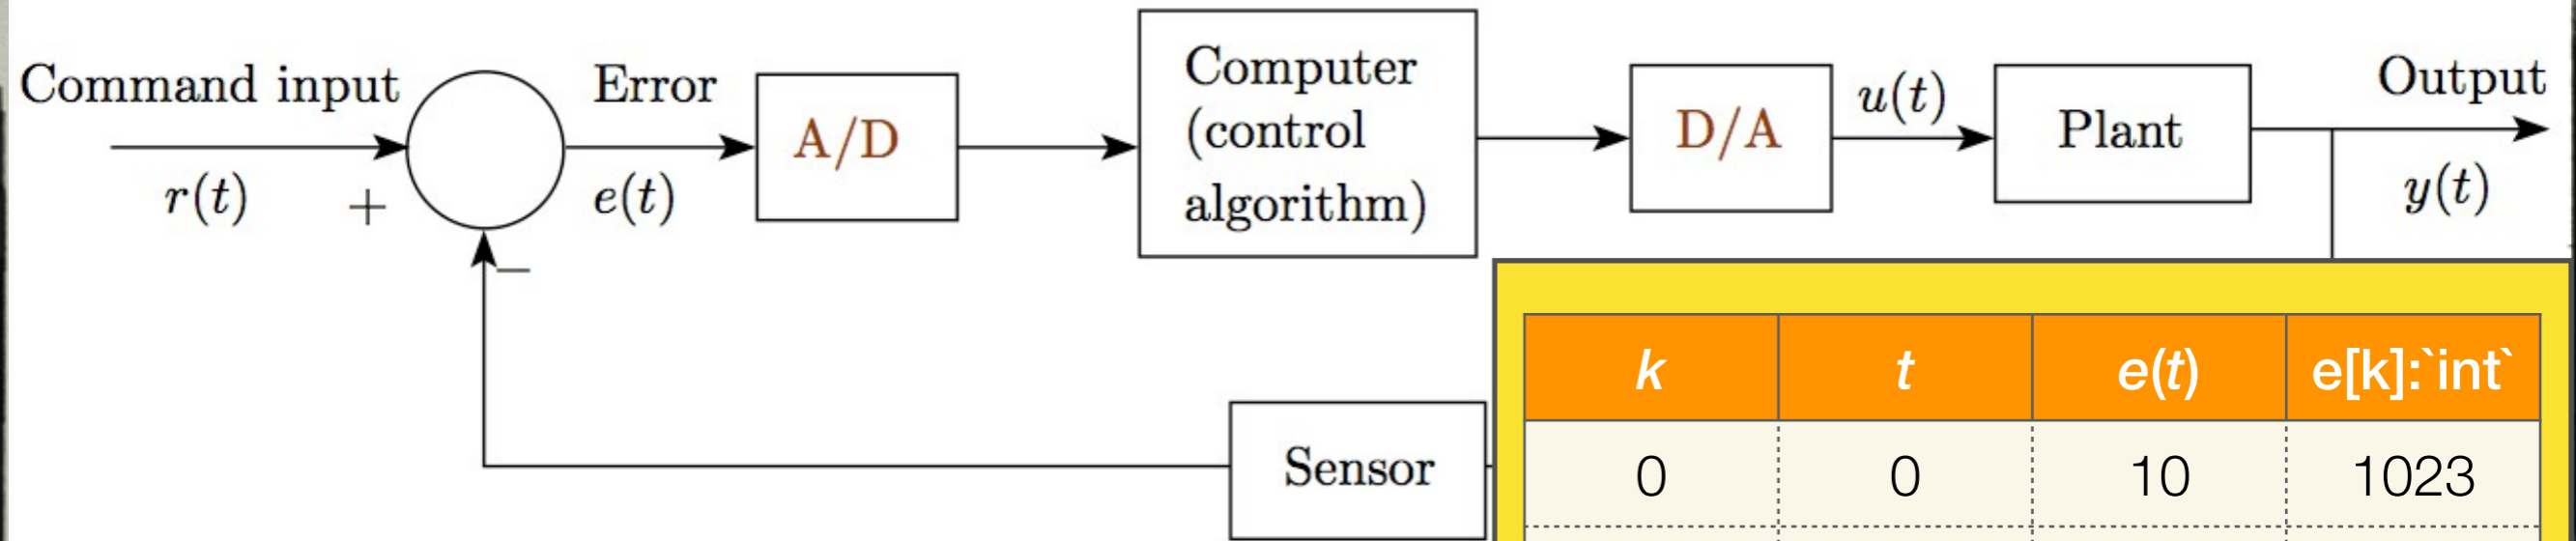 Command input
r(t)
+
−
Error
e(t)
A/D
Computer
(control
algorithm)
D/A
u(t)
Plant
Output
y(t)
Sensor
k t e(t) e[k]:`int`
0 0 10 1023